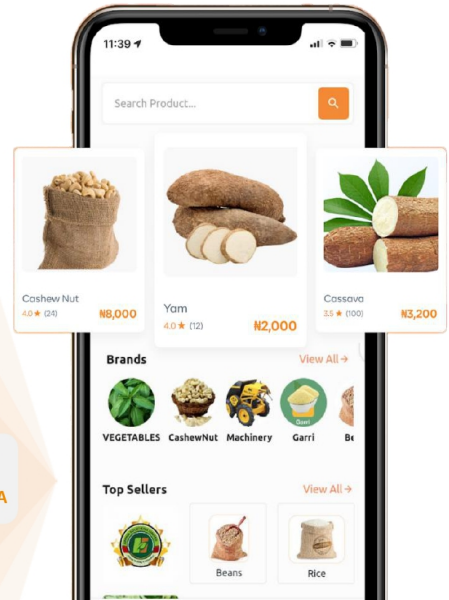 11:39
Search Product...
Cashew Nut
4.0 ★ (24) ₦8,000
Yam
4.0 ★ (12) ₦2,000
Cassava
3.5 ★ (100) ₦3,200
Brands View All →
VEGETABLES CashewNut Machinery Garri Be
Top Sellers View All →
A
Beans Rice